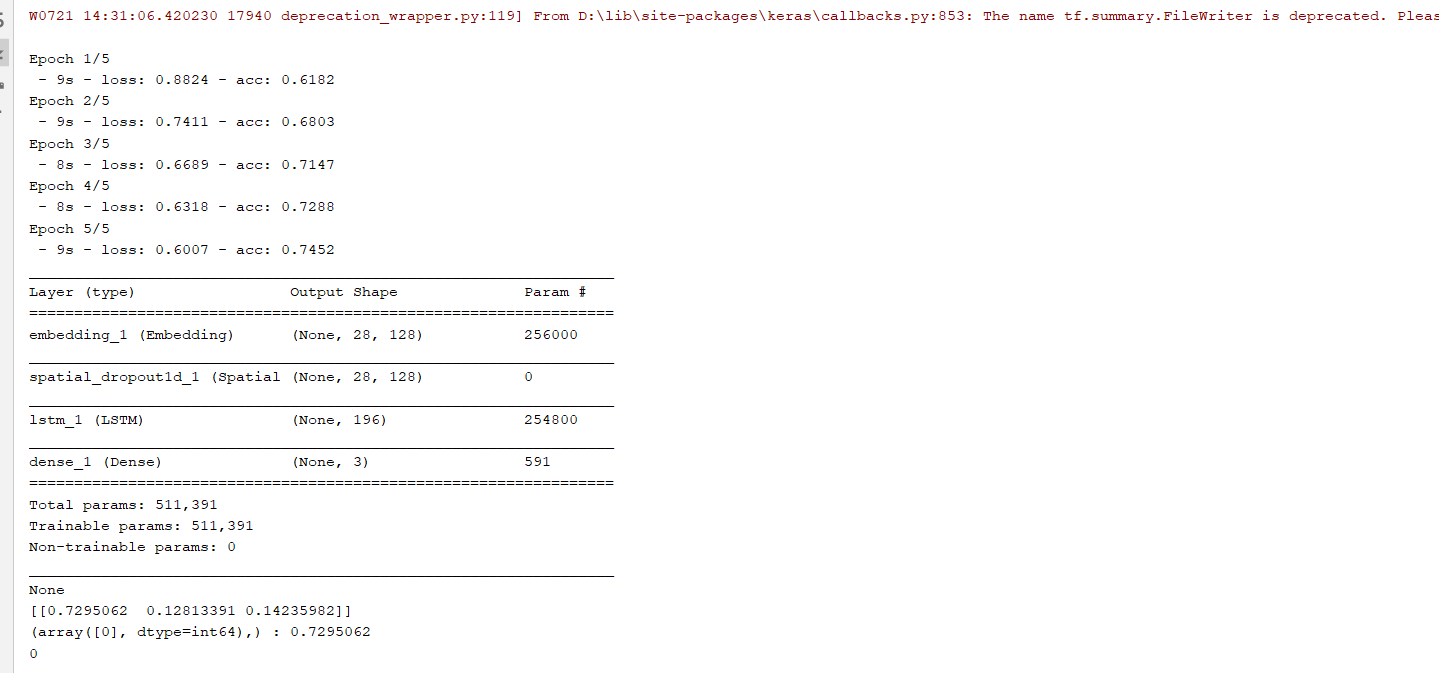 W0721 14:31:06.420230 17940 deprecation_wrapper.py:119] From D:\lib\site-packages\keras\callbacks.py:853: The name tf.summary.FileWriter is deprecated.
Epoch 1/5
 - 9s - loss: 0.8824 - acc: 0.6182
Epoch 2/5
 - 9s - loss: 0.7411 - acc: 0.6803
Epoch 3/5
 - 8s - loss: 0.6689 - acc: 0.7147
Epoch 4/5
 - 8s - loss: 0.6318 - acc: 0.7288
Epoch 5/5
 - 9s - loss: 0.6007 - acc: 0.7452
_________________________________________________________________
Layer (type)                 Output Shape              Param #
=================================================================
embedding_1 (Embedding)      (None, 28, 128)           256000
_________________________________________________________________
spatial_dropout1d_1 (Spatial (None, 28, 128)           0
_________________________________________________________________
lstm_1 (LSTM)                (None, 196)               254800
_________________________________________________________________
dense_1 (Dense)              (None, 3)                 591
=================================================================
Total params: 511,391
Trainable params: 511,391
Non-trainable params: 0
_________________________________________________________________
None
[[0.7295062  0.12813391 0.14235982]]
(array([0], dtype=int64),) : 0.7295062
0